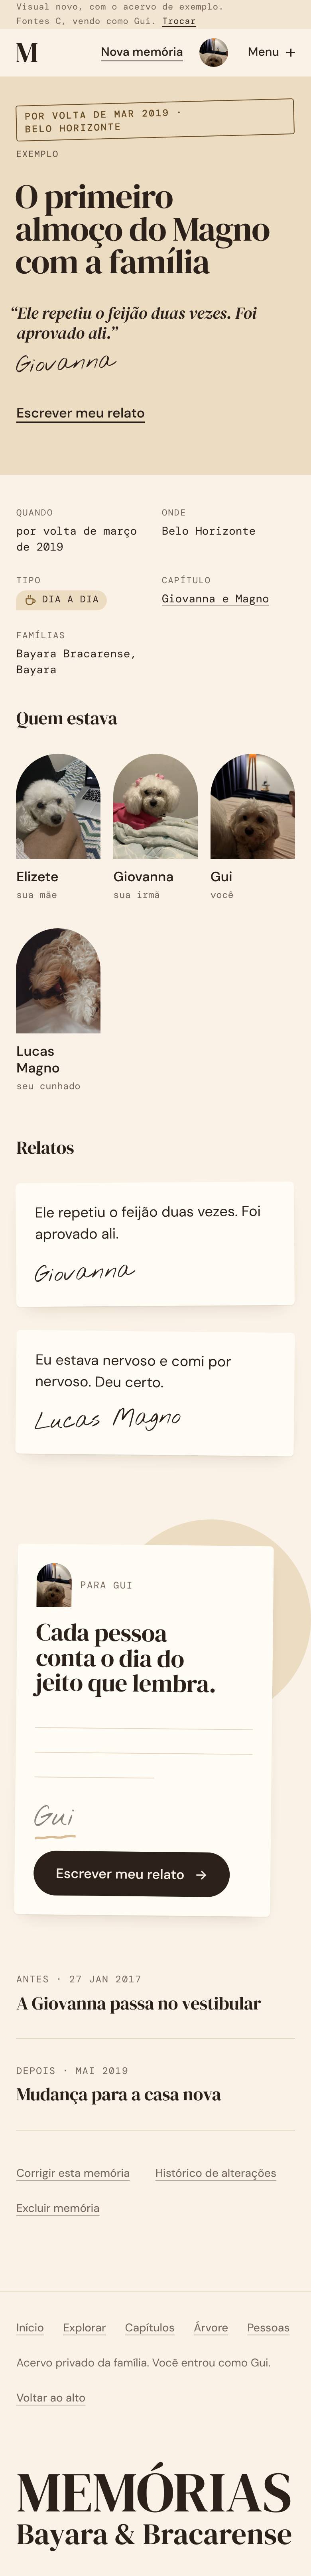 Visual novo, com o acervo de exemplo.
Fontes C, vendo como Gui. Trocar
M Nova memória Menu +
POR VOLTA DE MAR 2019 ·
BELO HORIZONTE
EXEMPLO
O primeiro
almoço do Magno
com a família
“Ele repetiu o feijão duas vezes. Foi
aprovado ali.”
Giovanna
Escrever meu relato
QUANDO
por volta de março
de 2019
ONDE
Belo Horizonte
TIPO
DIA A DIA
CAPÍTULO
Giovanna e Magno
FAMÍLIAS
Bayara Bracarense,
Bayara
Quem estava
Elizete
sua mãe
Giovanna
sua irmã
Gui
você
Lucas
Magno
seu cunhado
Relatos
Ele repetiu o feijão duas vezes. Foi
aprovado ali.
Giovanna
Eu estava nervoso e comi por
nervoso. Deu certo.
Lucas Magno
PARA GUI
Cada pessoa
conta o dia do
jeito que lembra.
Gui
Escrever meu relato →
ANTES · 27 JAN 2017
A Giovanna passa no vestibular
DEPOIS · MAI 2019
Mudança para a casa nova
Corrigir esta memória Histórico de alterações
Excluir memória
Início Explorar Capítulos Árvore Pessoas
Acervo privado da família. Você entrou como Gui.
Voltar ao alto
MEMÓRIAS
Bayara & Bracarense